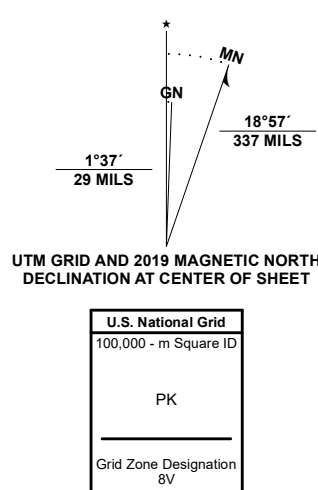 ★
MN
GN
18°57´
337 MILS
1°37´
29 MILS
UTM GRID AND 2019 MAGNETIC NORTH
DECLINATION AT CENTER OF SHEET
U.S. National Grid
100,000 - m Square ID
PK
Grid Zone Designation
8V